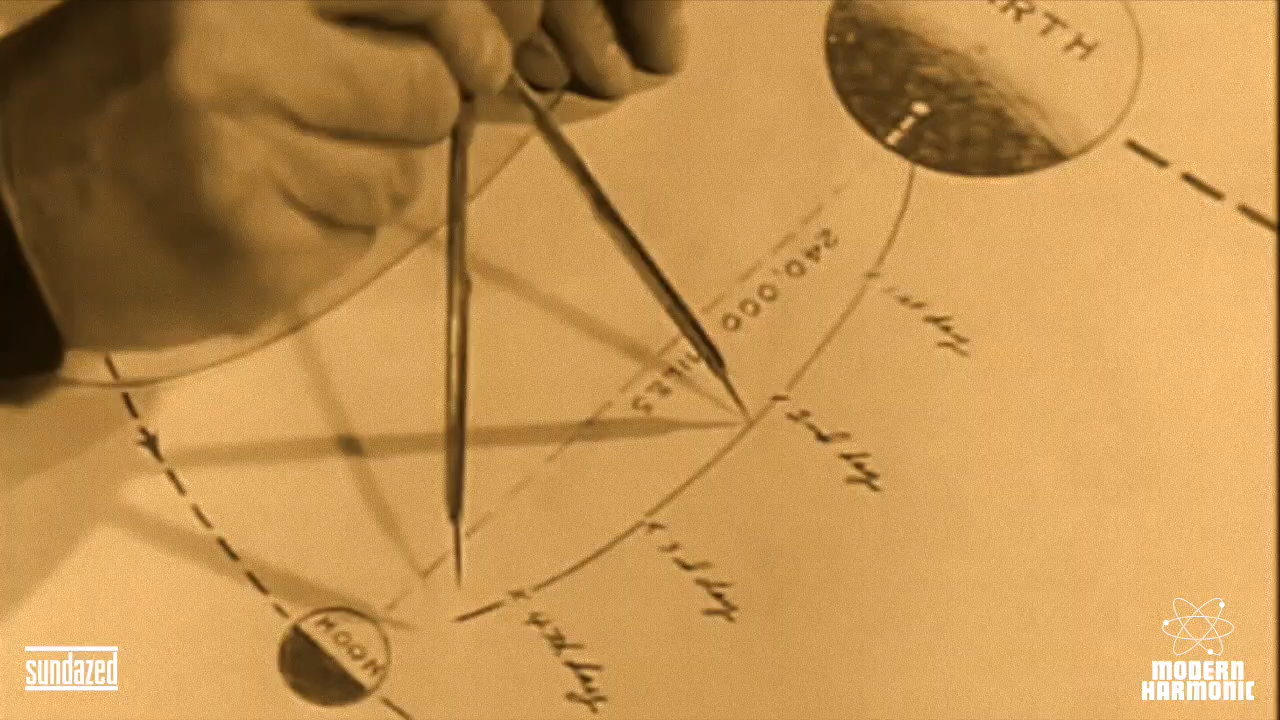 EARTH
240,000
MILES
1st day
2nd day
3rd day
4th day
MOON
sundazed
MODERN
HARMONIC